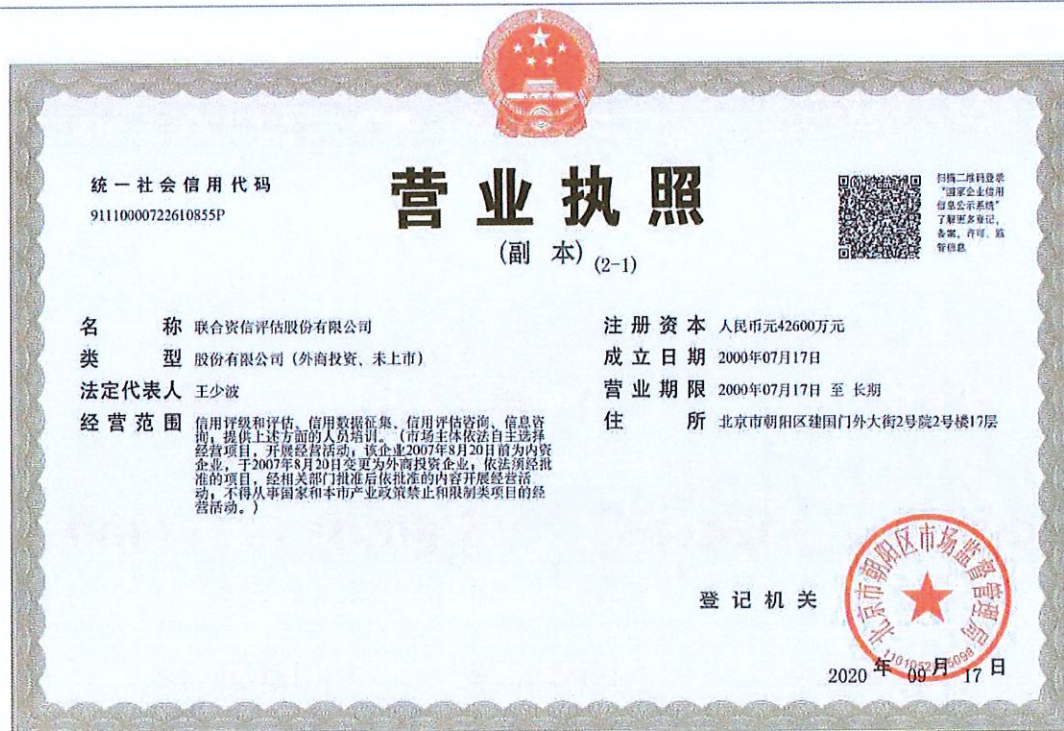 统一社会信用代码
91110000722610855P
营业执照
(副 本) (2-1)
扫描二维码登录
"国家企业信用
信息公示系统"
了解更多登记、
备案、许可、监
管信息
名 称 联合资信评估股份有限公司
类 型 股份有限公司（外商投资、未上市）
法定代表人 王少波
经营范围 信用评级和评估、信用数据征集、信用评估咨询、信息咨
询；提供上述方面的人员培训。（市场主体依法自主选择
经营项目，开展经营活动；该企业2007年8月20日前为内资
企业，于2007年8月20日变更为外商投资企业；依法须经批
准的项目，经相关部门批准后依批准的内容开展经营活
动；不得从事国家和本市产业政策禁止和限制类项目的经
营活动。）
注册资本 人民币元42600万元
成立日期 2000年07月17日
营业期限 2000年07月17日 至 长期
住 所 北京市朝阳区建国门外大街2号院2号楼17层
登记机关
北京市朝阳区市场监督管理局
2020 年 09 月 17 日